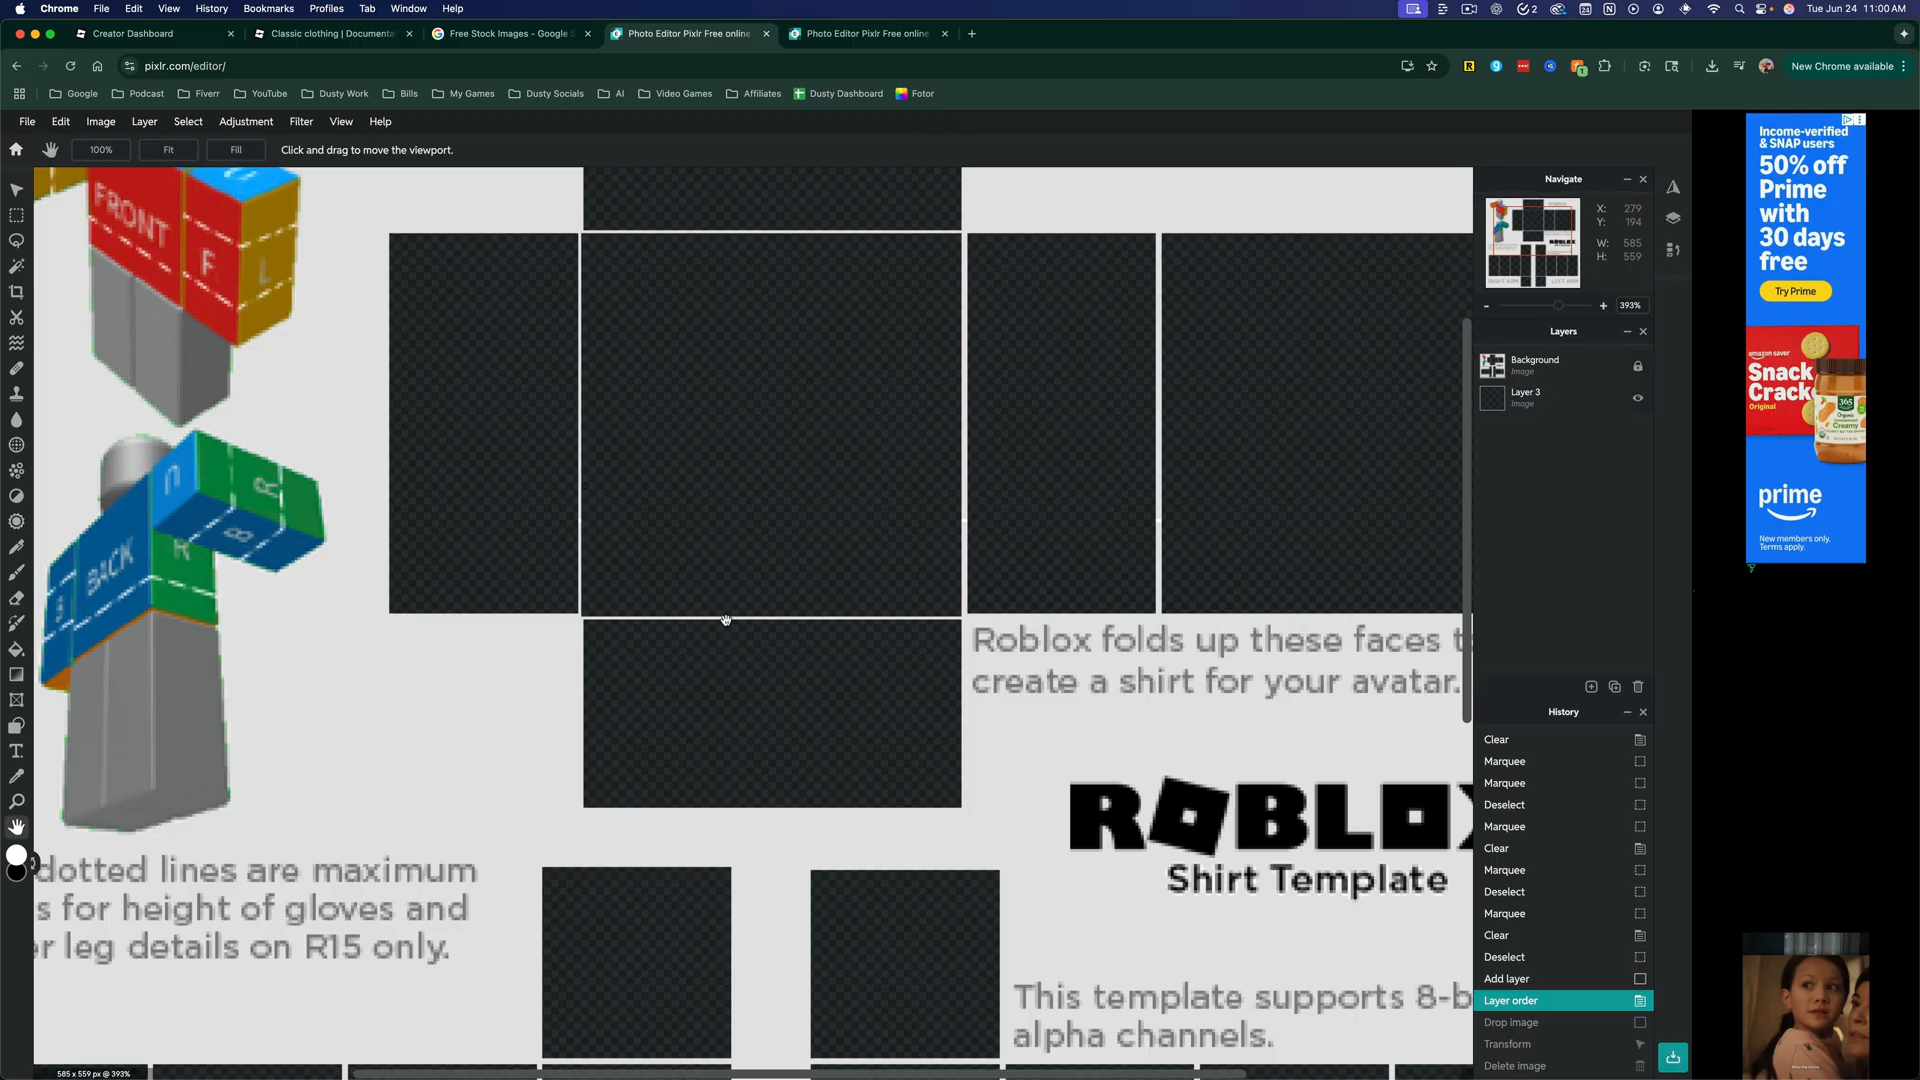 Chrome File Edit View History Bookmarks Profiles Tab Window Help
2
24
Tue Jun 24 11:00 AM
Creator Dashboard
Classic clothing | Documenta
Free Stock Images - Google S
Photo Editor Pixlr Free online
Photo Editor Pixlr Free online
pixlr.com/editor/
New Chrome available
Google Podcast Fiverr YouTube Dusty Work Bills My Games Dusty Socials AI Video Games Affiliates Dusty Dashboard Fotor
File Edit Image Layer Select Adjustment Filter View Help
100% Fit Fill Click and drag to move the viewport.
FRONT
F
L
U
R
B
BACK
R
Roblox folds up these faces t
create a shirt for your avatar.
ROBLOX
Shirt Template
dotted lines are maximum
s for height of gloves and
er leg details on R15 only.
This template supports 8-b
alpha channels.
585 x 559 px @ 393%
Navigate
X: 279
Y: 194
W: 585
H: 559
- + 393%
Layers
Background
Image
Layer 3
Image
History
Clear
Marquee
Marquee
Deselect
Marquee
Clear
Marquee
Deselect
Marquee
Clear
Deselect
Add layer
Layer order
Drop image
Transform
Delete image
Income-verified
& SNAP users
50% off
Prime
with
30 days
free
Try Prime
amazon saver
Snack
Crack
Original
365
Organic
Creamy
prime
New members only.
Terms apply.